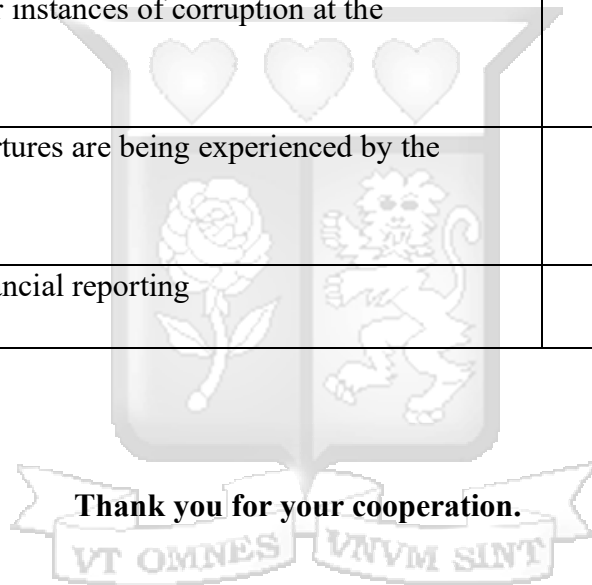 instances of corruption at the
tures are being experienced by the
ncial reporting
Thank you for your cooperation.
VT OMNES VNVM SINT